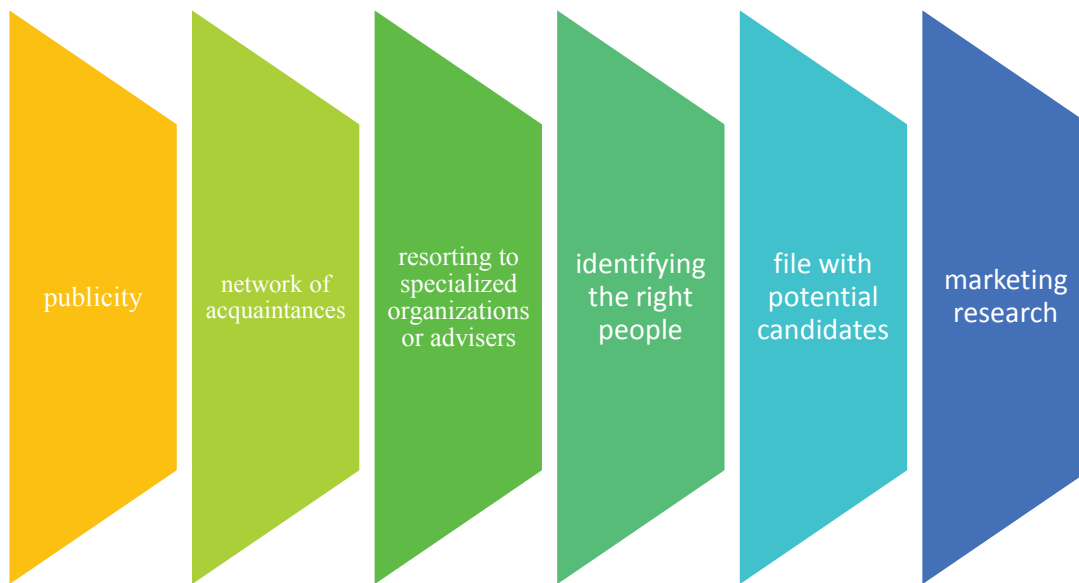 publicity
network of
acquaintances
resorting to
specialized
organizations
or advisers
identifying
the right
people
file with
potential
candidates
marketing
research